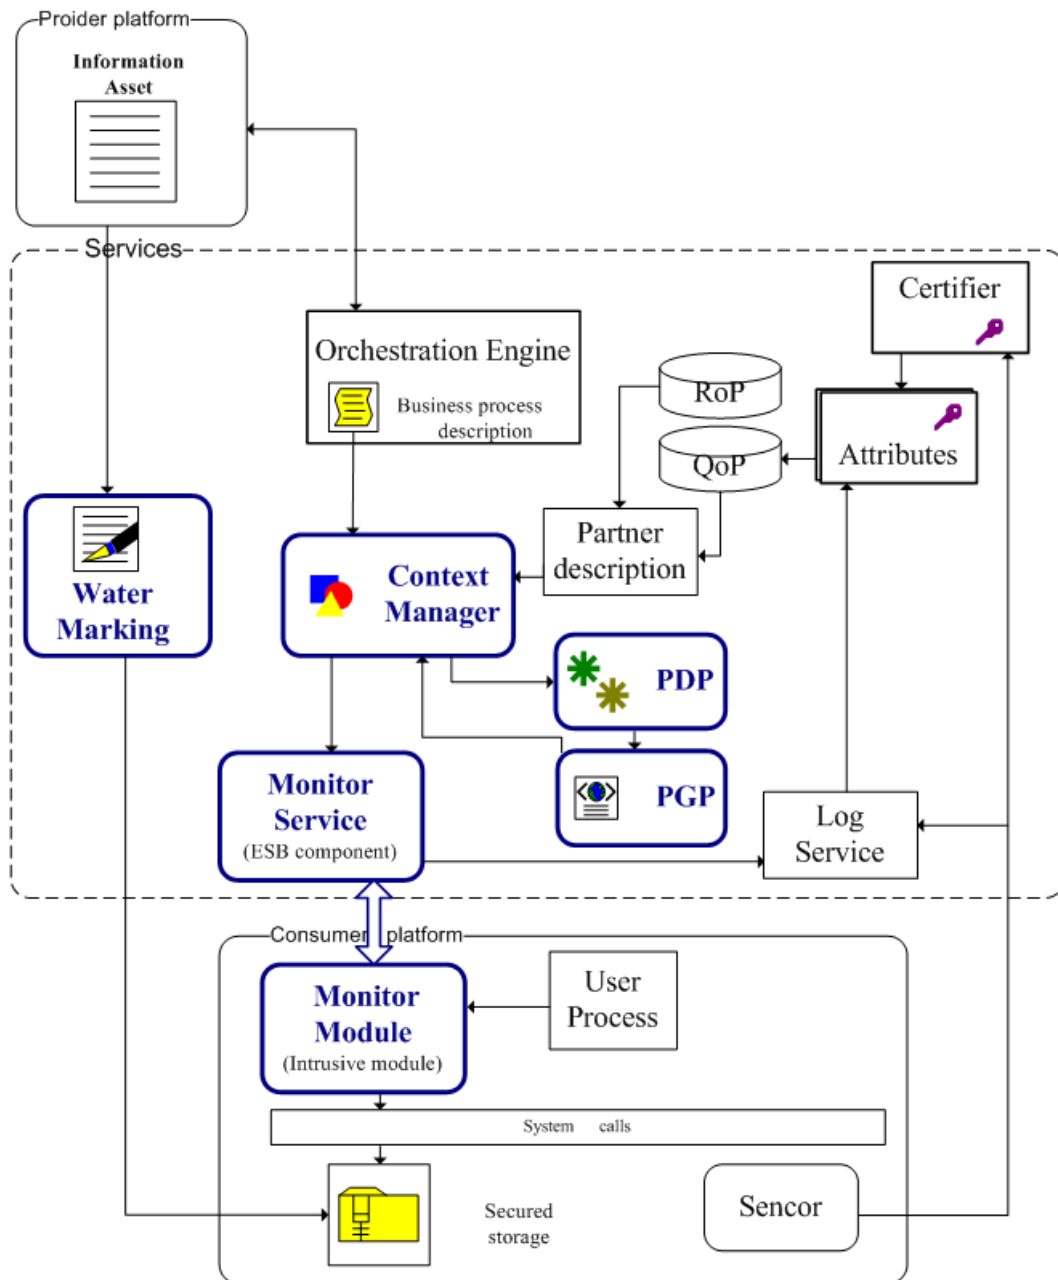 Proider platform
Information
Asset
Services
Certifier
Orchestration Engine
Business process
description
RoP
QoP
Attributes
Partner
description
Water
Marking
Context
Manager
PDP
PGP
Monitor
Service
(ESB component)
Log
Service
Consumer platform
Monitor
Module
(Intrusive module)
User
Process
System calls
Secured
storage
Sencor